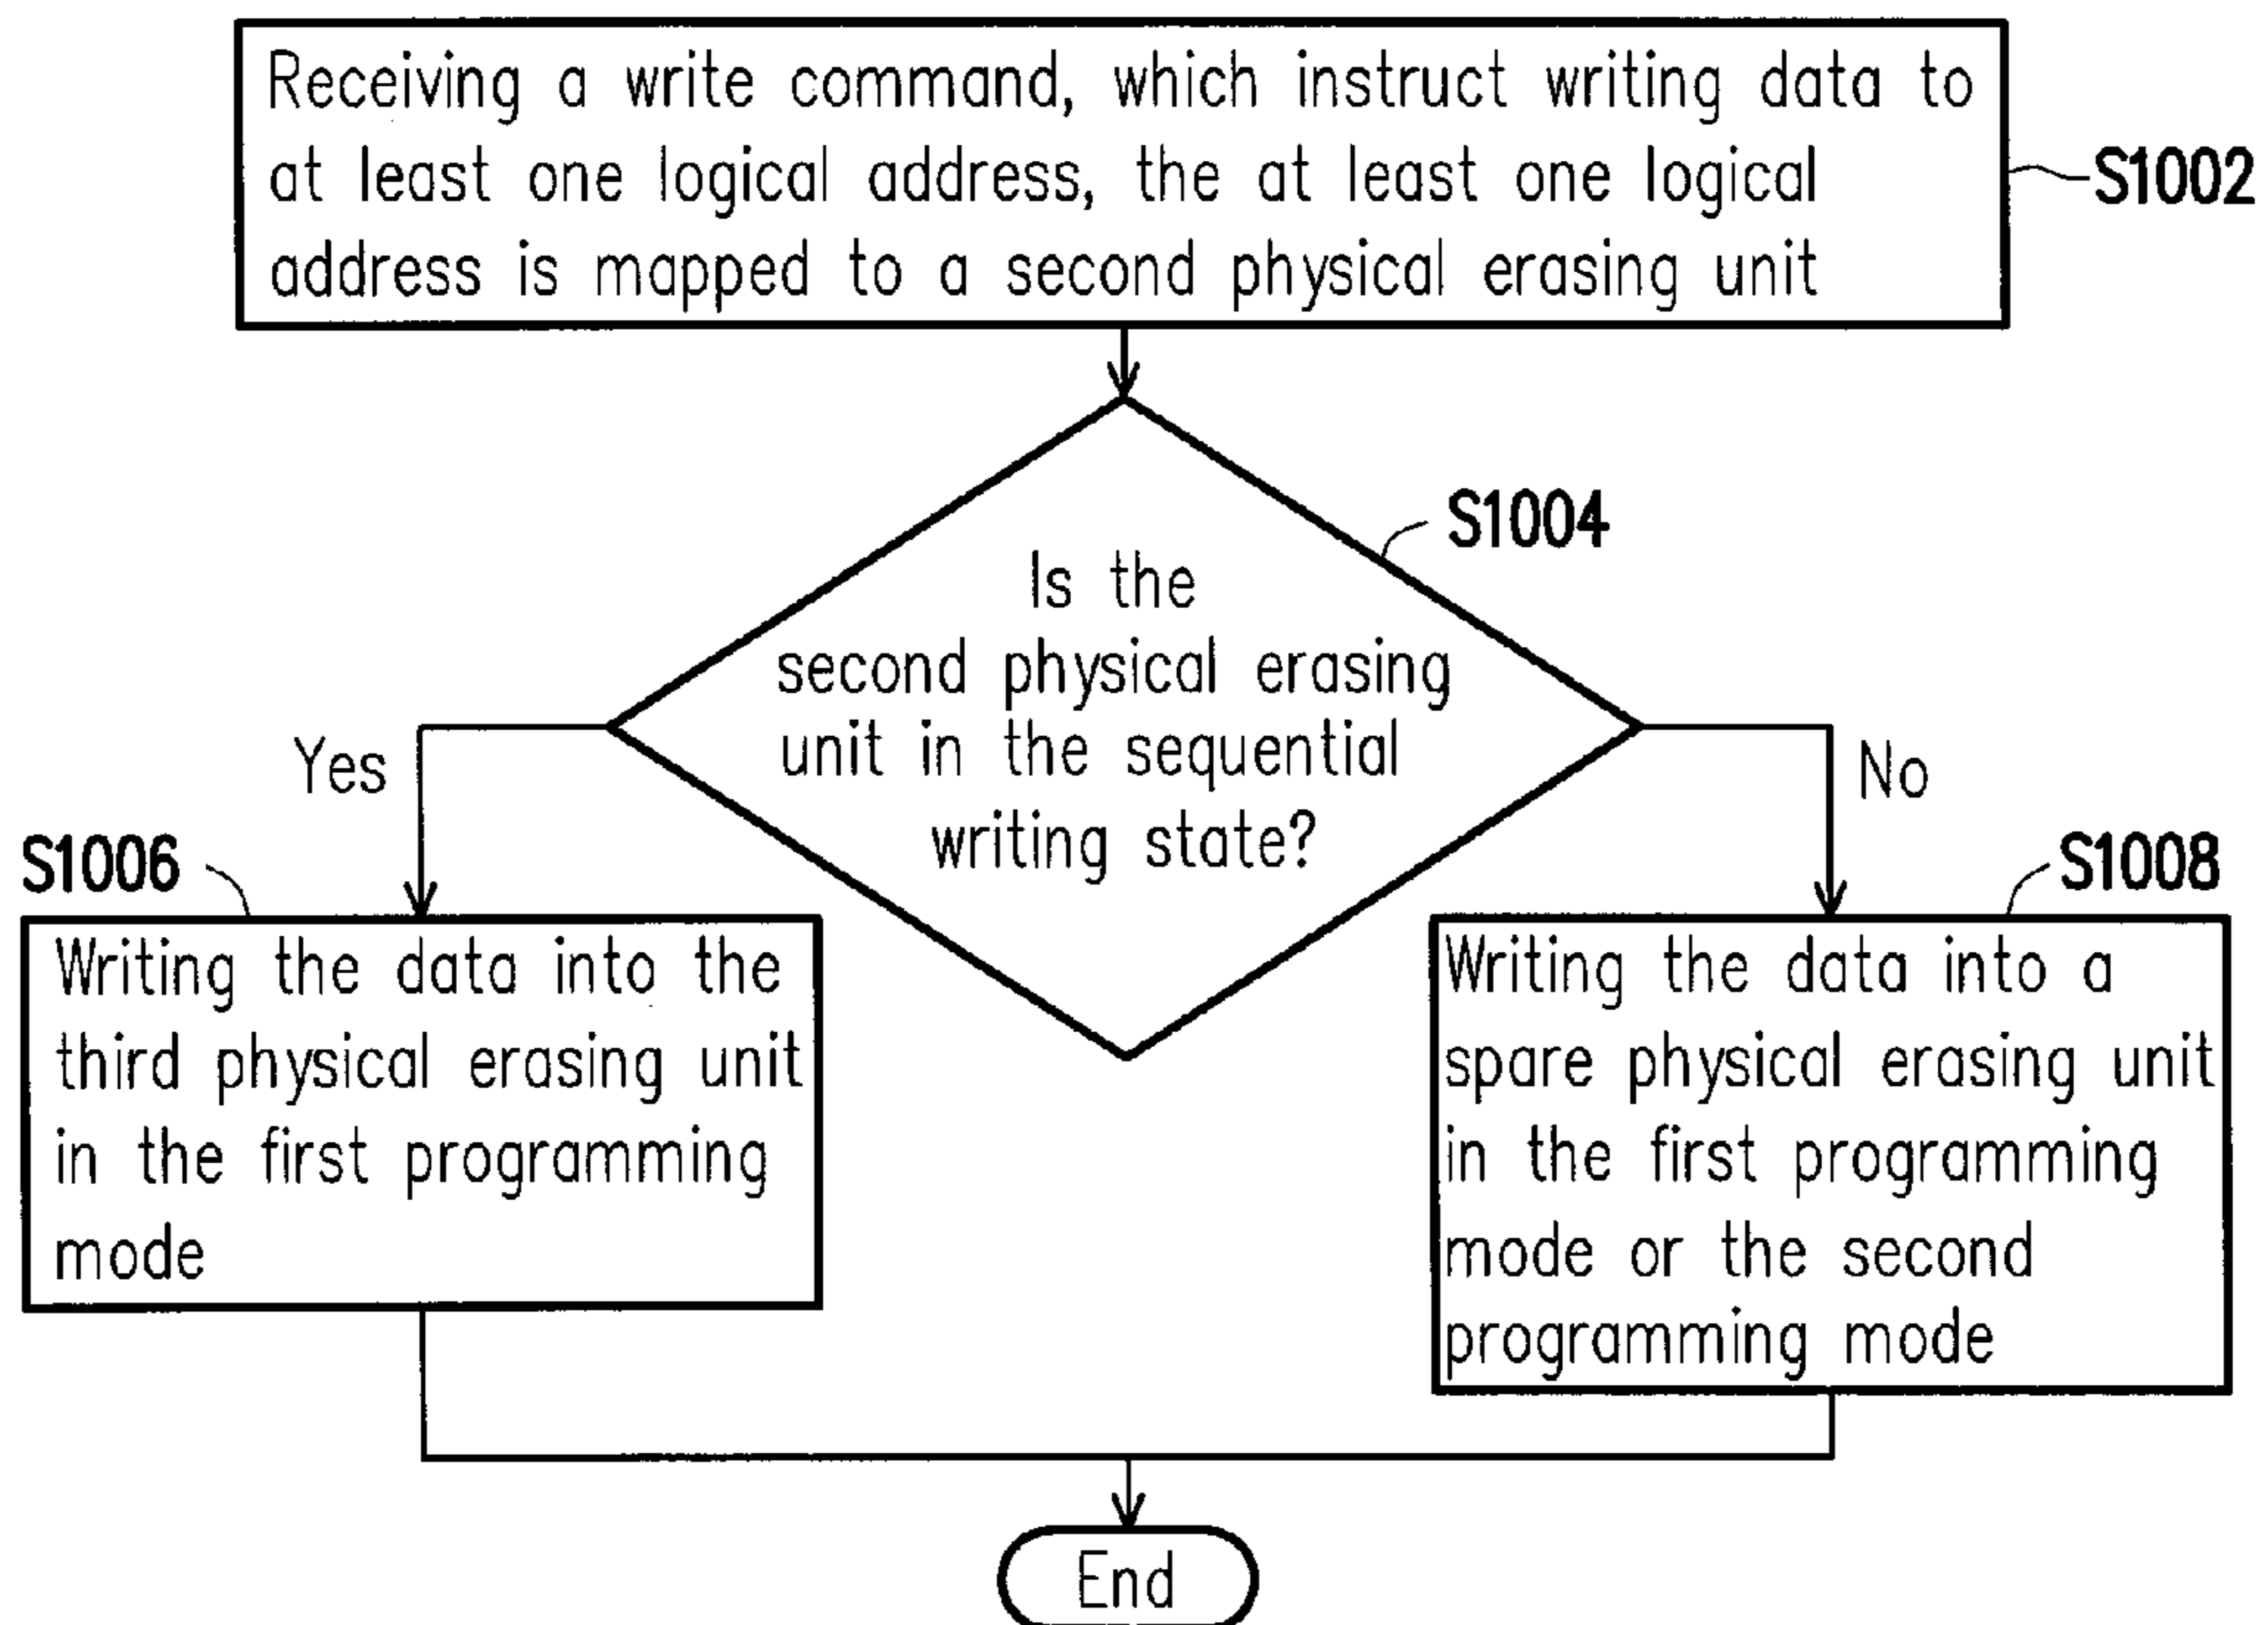 Receiving a write command, which instruct writing data to
at least one logical address, the at least one logical
address is mapped to a second physical erasing unit
S1002
S1004
Is the
second physical erasing
unit in the sequential
writing state?
Yes
No
S1006
S1008
Writing the data into the
third physical erasing unit
in the first programming
mode
Writing the data into a
spare physical erasing unit
in the first programming
mode or the second
programming mode
End